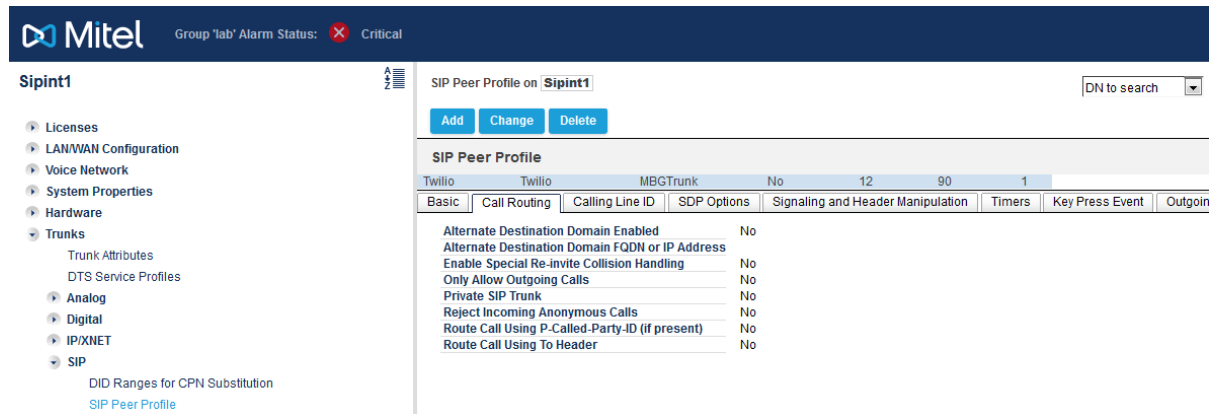 Mitel Group 'lab' Alarm Status: Critical
Sipint1
A
Z
Licenses
LAN/WAN Configuration
Voice Network
System Properties
Hardware
Trunks
Trunk Attributes
DTS Service Profiles
Analog
Digital
IP/XNET
SIP
DID Ranges for CPN Substitution
SIP Peer Profile
SIP Peer Profile on Sipint1
DN to search
Add Change Delete
SIP Peer Profile
Twilio Twilio MBGTrunk No 12 90 1
Basic Call Routing Calling Line ID SDP Options Signaling and Header Manipulation Timers Key Press Event Outgoin
Alternate Destination Domain Enabled No
Alternate Destination Domain FQDN or IP Address
Enable Special Re-invite Collision Handling No
Only Allow Outgoing Calls No
Private SIP Trunk No
Reject Incoming Anonymous Calls No
Route Call Using P-Called-Party-ID (if present) No
Route Call Using To Header No